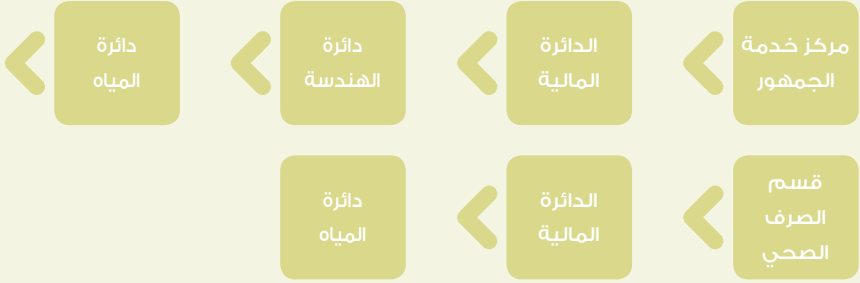 مركز خدمة
الجمهور
الدائرة
المالية
دائرة
الهندسة
دائرة
المياه
قسم
الصرف
الصحي
الدائرة
المالية
دائرة
المياه